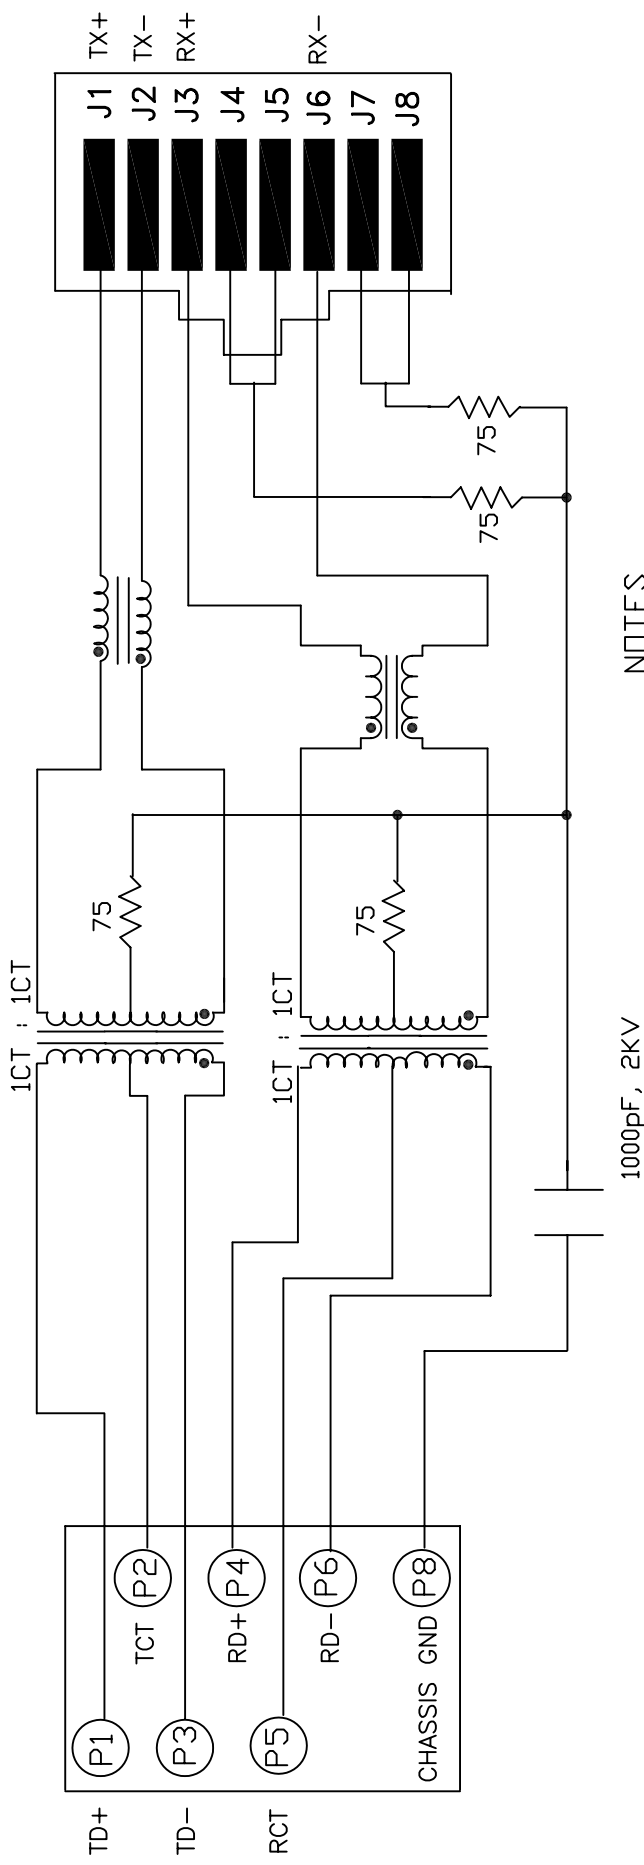 TX+
TX-
RX+
RX-
J1
J2
J3
J4
J5
J6
J7
J8
75
75
NOTES
75
75
1CT : 1CT
1CT : 1CT
1000pF, 2KV
P1
P2
P3
P4
P5
P6
P8
TCT
RD+
RD-
CHASSIS GND
TD+
TD-
RCT